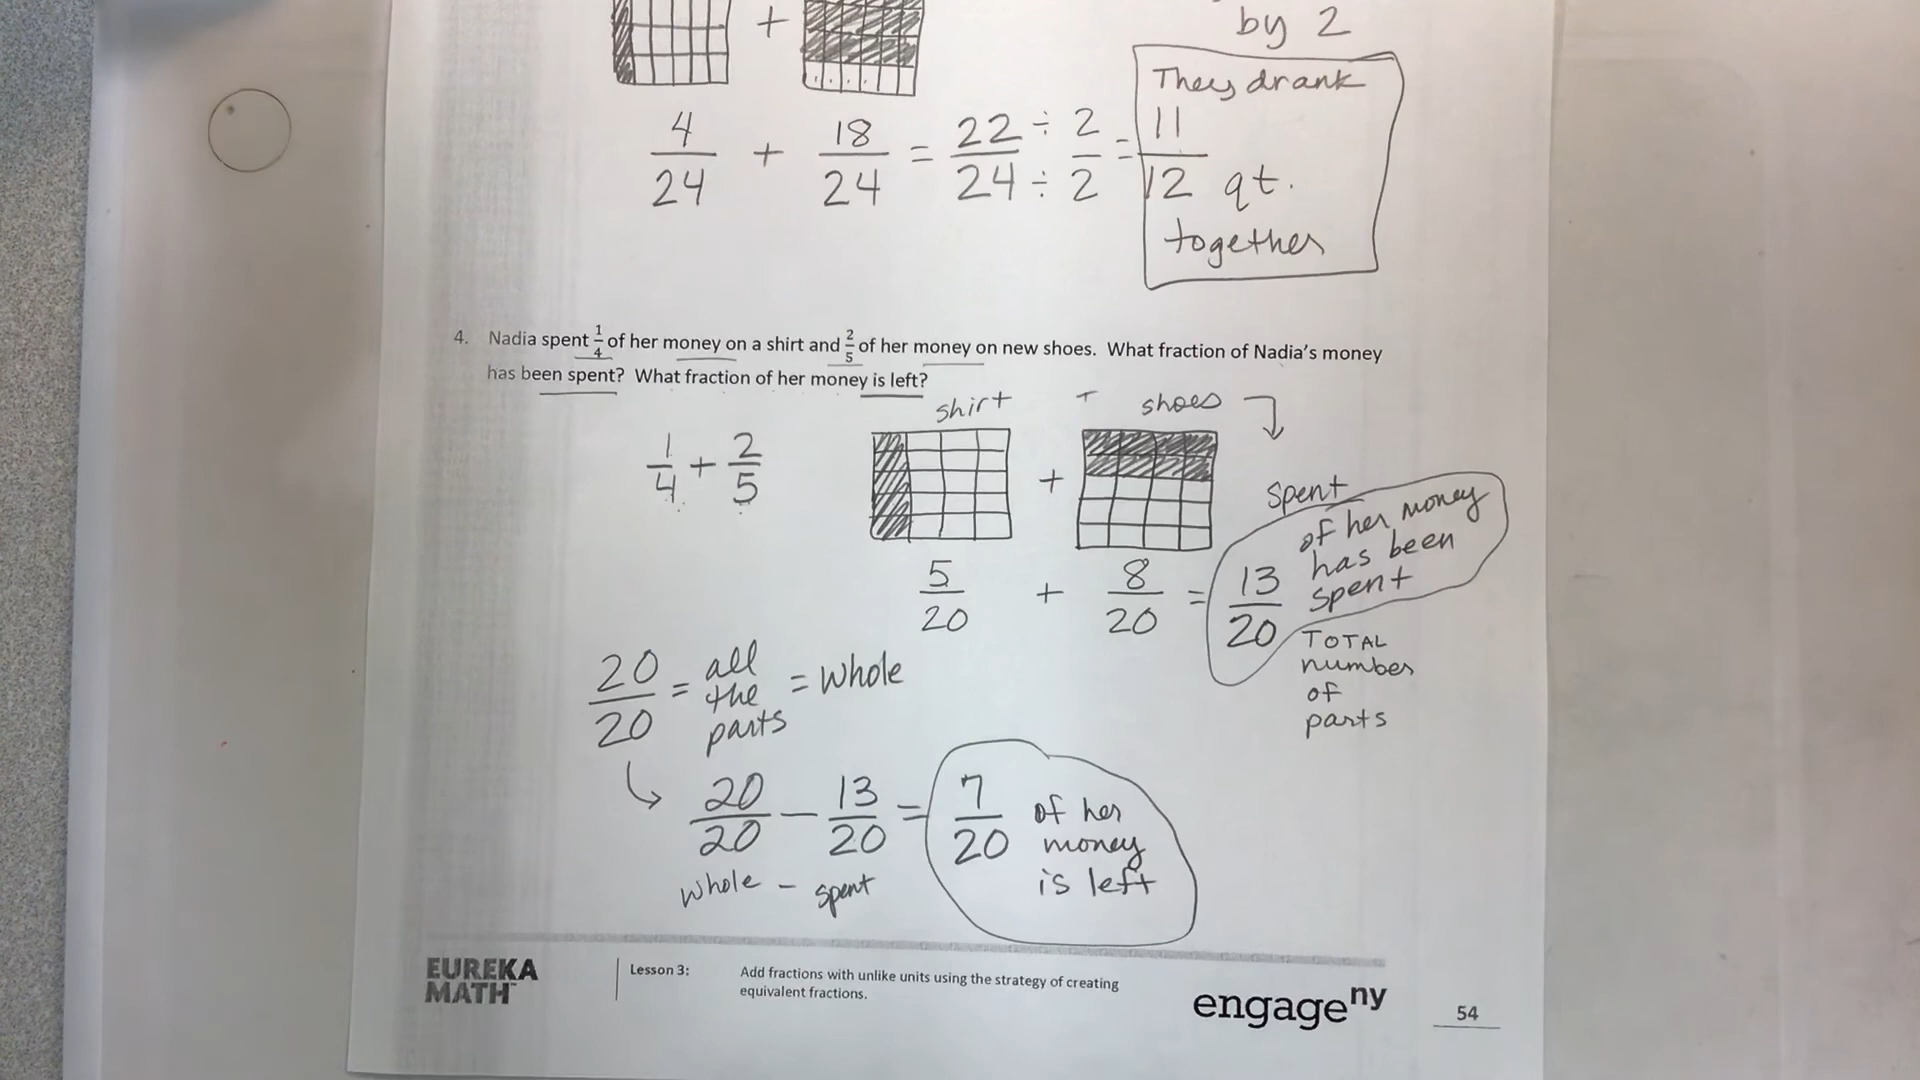 by 2
+
4/24 + 18/24 = 22/24 ÷ 2/÷ 2 = 11/12 qt.
They drank
together
4. Nadia spent 1/4 of her money on a shirt and 2/5 of her money on new shoes. What fraction of Nadia's money
has been spent? What fraction of her money is left?
shirt + shoes
1/4 + 2/5
+
spent
5/20 + 8/20 = 13/20
of her money
has been
spent
TOTAL
number
of
parts
20/20 = all the parts = whole
20/20 − 13/20 = 7/20 of her
money
is left
whole − spent
EUREKA
MATH™
Lesson 3:
Add fractions with unlike units using the strategy of creating
equivalent fractions.
engageny
54